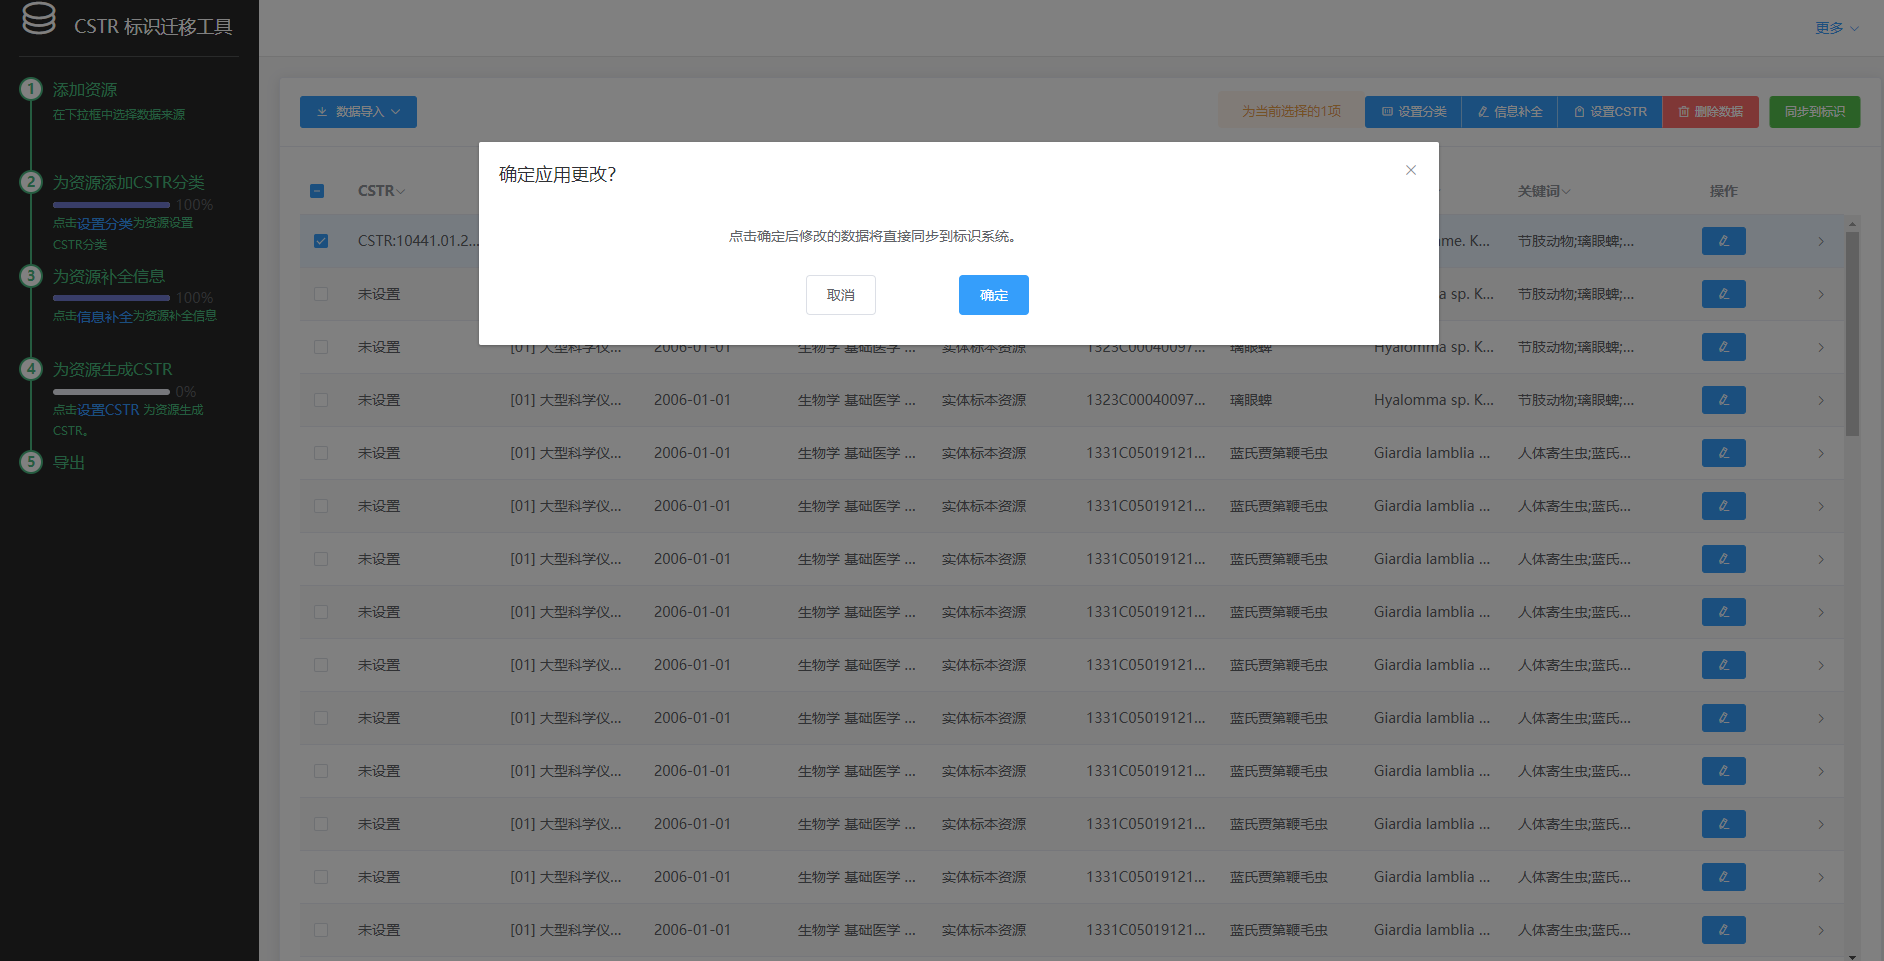 CSTR 标识迁移工具
更多
1 添加资源
在下拉框中选择数据来源
2 为资源添加CSTR分类
100%
点击设置分类为资源设置
CSTR分类
3 为资源补全信息
100%
点击信息补全为资源补全信息
4 为资源生成CSTR
0%
点击设置CSTR 为资源生成
CSTR。
5 导出
数据导入
为当前选择的1项 设置分类 信息补全 设置CSTR 删除数据 同步到标识
确定应用更改?
点击确定后修改的数据将直接同步到标识系统。
取消 确定
CSTR 关键词 操作
CSTR:10441.01.2... me. K... 节肢动物;璃眼蜱;...
未设置 a sp. K... 节肢动物;璃眼蜱;...
未设置 [01] 大型科学仪... 2006-01-01 生物学 基础医学 ... 实体标本资源 1323C00040097... 璃眼蜱 Hyalomma sp. K... 节肢动物;璃眼蜱;...
未设置 [01] 大型科学仪... 2006-01-01 生物学 基础医学 ... 实体标本资源 1323C00040097... 璃眼蜱 Hyalomma sp. K... 节肢动物;璃眼蜱;...
未设置 [01] 大型科学仪... 2006-01-01 生物学 基础医学 ... 实体标本资源 1331C05019121... 蓝氏贾第鞭毛虫 Giardia lamblia ... 人体寄生虫;蓝氏...
未设置 [01] 大型科学仪... 2006-01-01 生物学 基础医学 ... 实体标本资源 1331C05019121... 蓝氏贾第鞭毛虫 Giardia lamblia ... 人体寄生虫;蓝氏...
未设置 [01] 大型科学仪... 2006-01-01 生物学 基础医学 ... 实体标本资源 1331C05019121... 蓝氏贾第鞭毛虫 Giardia lamblia ... 人体寄生虫;蓝氏...
未设置 [01] 大型科学仪... 2006-01-01 生物学 基础医学 ... 实体标本资源 1331C05019121... 蓝氏贾第鞭毛虫 Giardia lamblia ... 人体寄生虫;蓝氏...
未设置 [01] 大型科学仪... 2006-01-01 生物学 基础医学 ... 实体标本资源 1331C05019121... 蓝氏贾第鞭毛虫 Giardia lamblia ... 人体寄生虫;蓝氏...
未设置 [01] 大型科学仪... 2006-01-01 生物学 基础医学 ... 实体标本资源 1331C05019121... 蓝氏贾第鞭毛虫 Giardia lamblia ... 人体寄生虫;蓝氏...
未设置 [01] 大型科学仪... 2006-01-01 生物学 基础医学 ... 实体标本资源 1331C05019121... 蓝氏贾第鞭毛虫 Giardia lamblia ... 人体寄生虫;蓝氏...
未设置 [01] 大型科学仪... 2006-01-01 生物学 基础医学 ... 实体标本资源 1331C05019121... 蓝氏贾第鞭毛虫 Giardia lamblia ... 人体寄生虫;蓝氏...
未设置 [01] 大型科学仪... 2006-01-01 生物学 基础医学 ... 实体标本资源 1331C05019121... 蓝氏贾第鞭毛虫 Giardia lamblia ... 人体寄生虫;蓝氏...
未设置 [01] 大型科学仪... 2006-01-01 生物学 基础医学 ... 实体标本资源 1331C05019121... 蓝氏贾第鞭毛虫 Giardia lamblia ... 人体寄生虫;蓝氏...